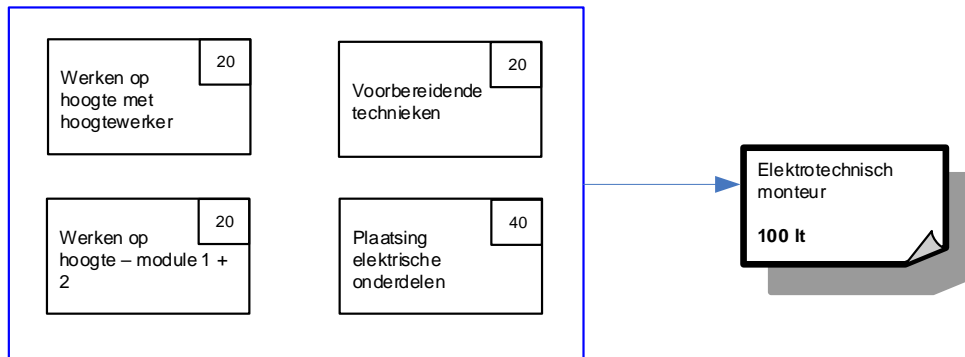 20
Werken op
hoogte met
hoogtewerker
20
Voorbereidende
technieken
20
Werken op
hoogte – module 1 +
2
40
Plaatsing
elektrische
onderdelen
Elektrotechnisch
monteur
100 lt